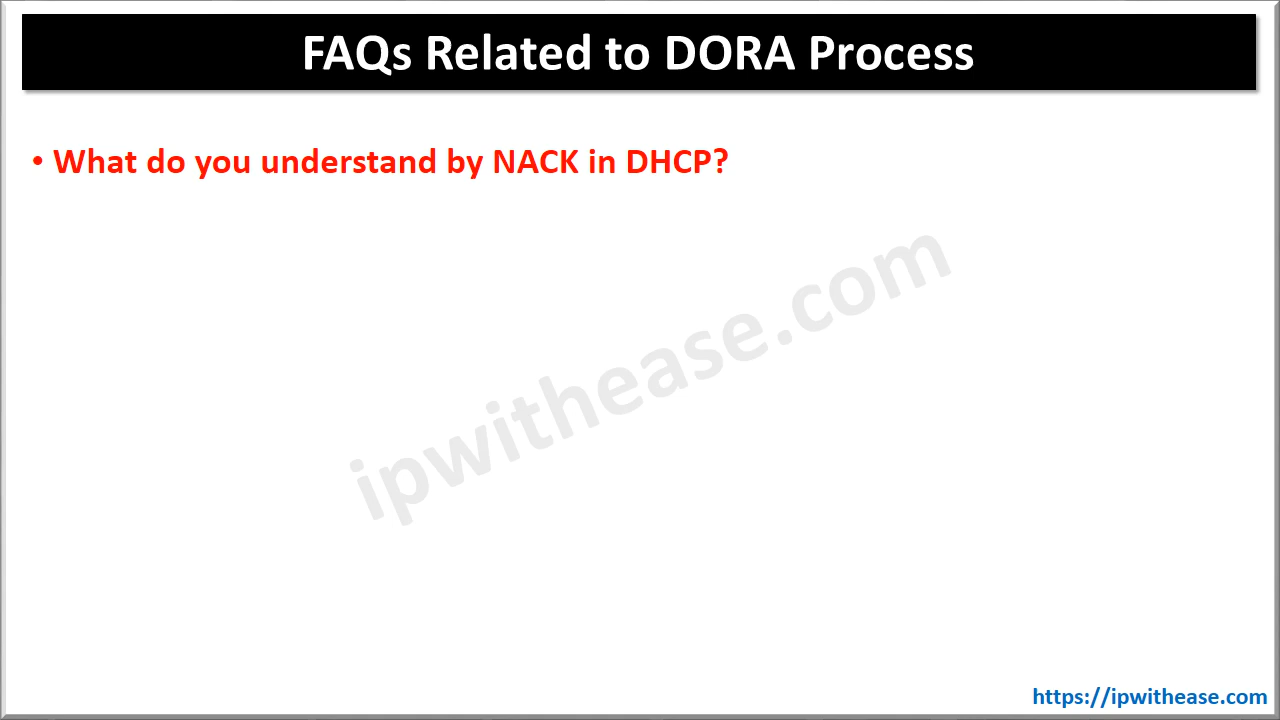 FAQs Related to DORA Process
• What do you understand by NACK in DHCP?
ipwithease.com
https://ipwithease.com